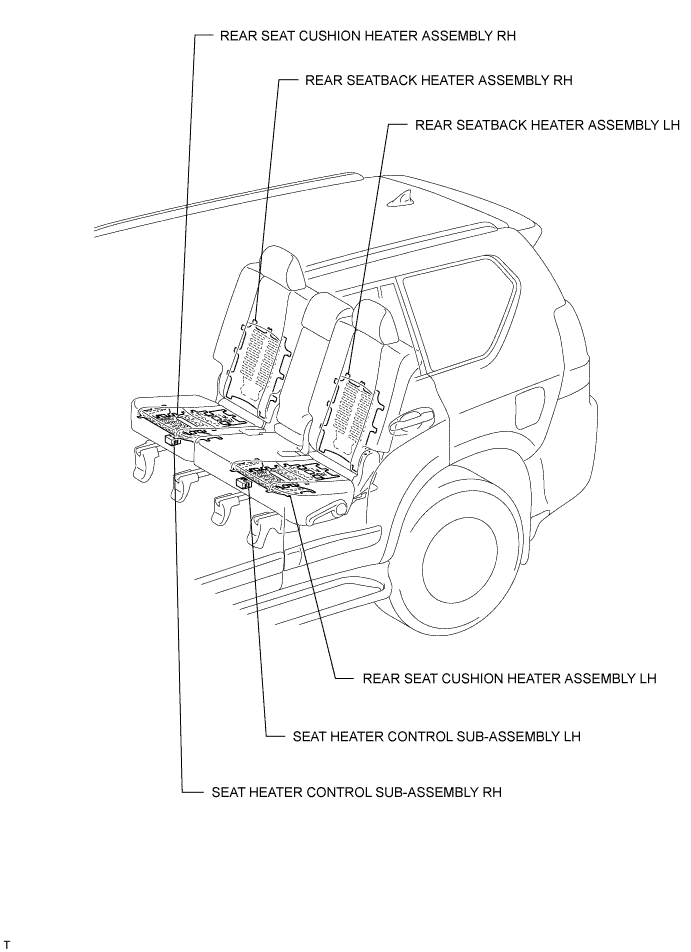 REAR SEAT CUSHION HEATER ASSEMBLY RH
REAR SEATBACK HEATER ASSEMBLY RH
REAR SEATBACK HEATER ASSEMBLY LH
REAR SEAT CUSHION HEATER ASSEMBLY LH
SEAT HEATER CONTROL SUB-ASSEMBLY LH
SEAT HEATER CONTROL SUB-ASSEMBLY RH
T